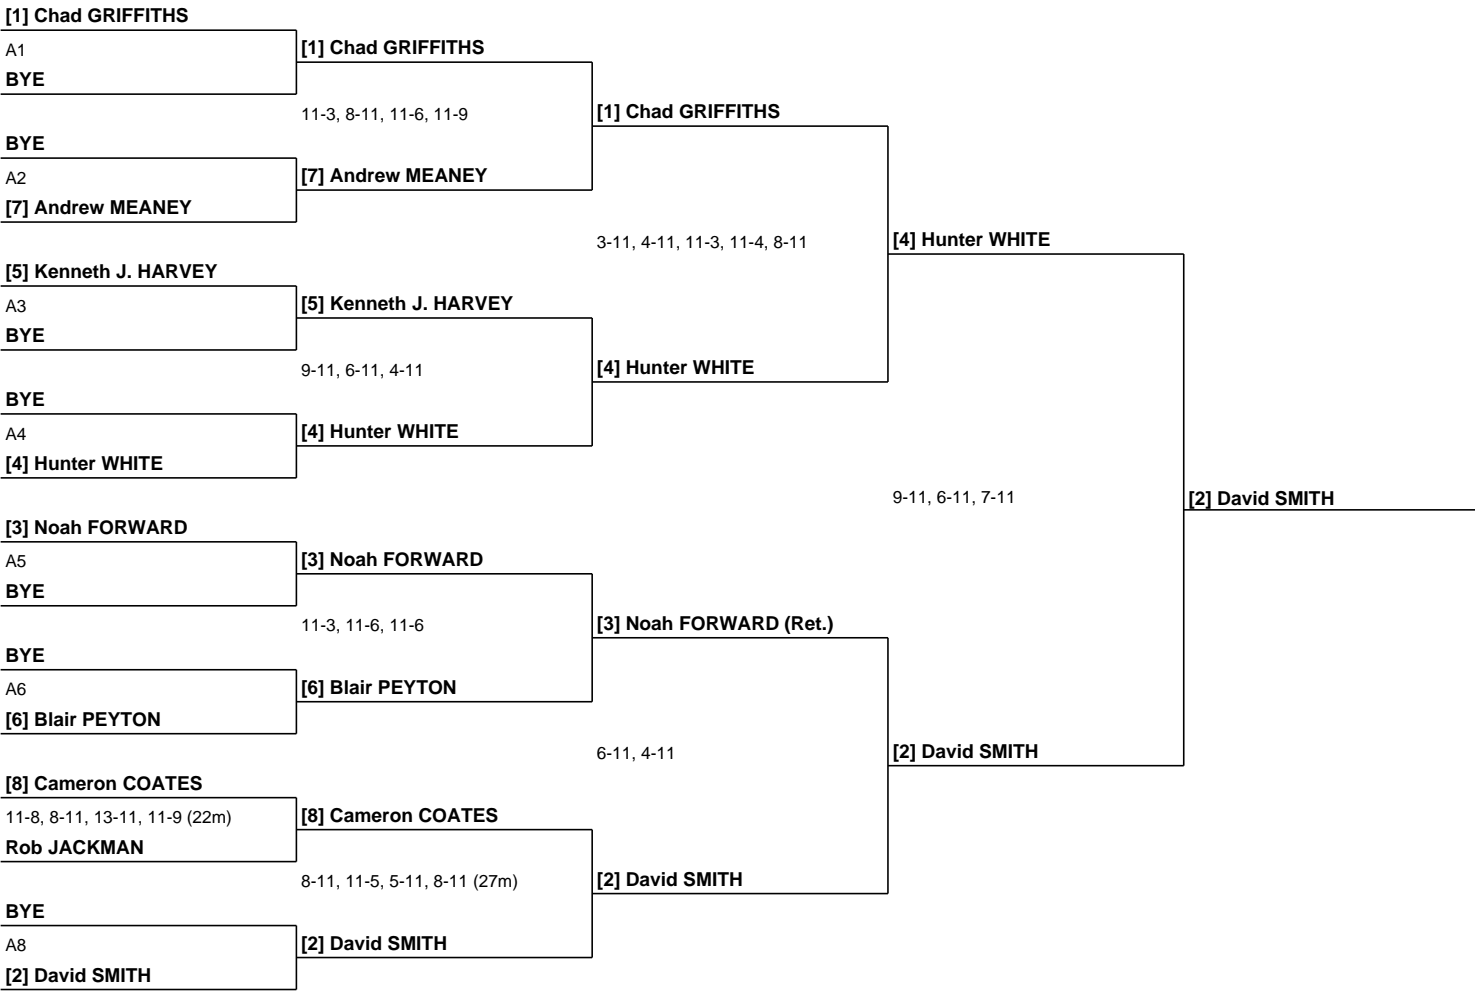 [1] Chad GRIFFITHS
A1
BYE
BYE
A2
[7] Andrew MEANEY
[5] Kenneth J. HARVEY
A3
BYE
BYE
A4
[4] Hunter WHITE
[3] Noah FORWARD
A5
BYE
BYE
A6
[6] Blair PEYTON
[8] Cameron COATES
11-8, 8-11, 13-11, 11-9 (22m)
Rob JACKMAN
BYE
A8
[2] David SMITH
[1] Chad GRIFFITHS
11-3, 8-11, 11-6, 11-9
[7] Andrew MEANEY
[5] Kenneth J. HARVEY
9-11, 6-11, 4-11
[4] Hunter WHITE
[3] Noah FORWARD
11-3, 11-6, 11-6
[6] Blair PEYTON
[8] Cameron COATES
8-11, 11-5, 5-11, 8-11 (27m)
[2] David SMITH
[1] Chad GRIFFITHS
3-11, 4-11, 11-3, 11-4, 8-11
[4] Hunter WHITE
[3] Noah FORWARD (Ret.)
6-11, 4-11
[2] David SMITH
[4] Hunter WHITE
9-11, 6-11, 7-11
[2] David SMITH
[2] David SMITH